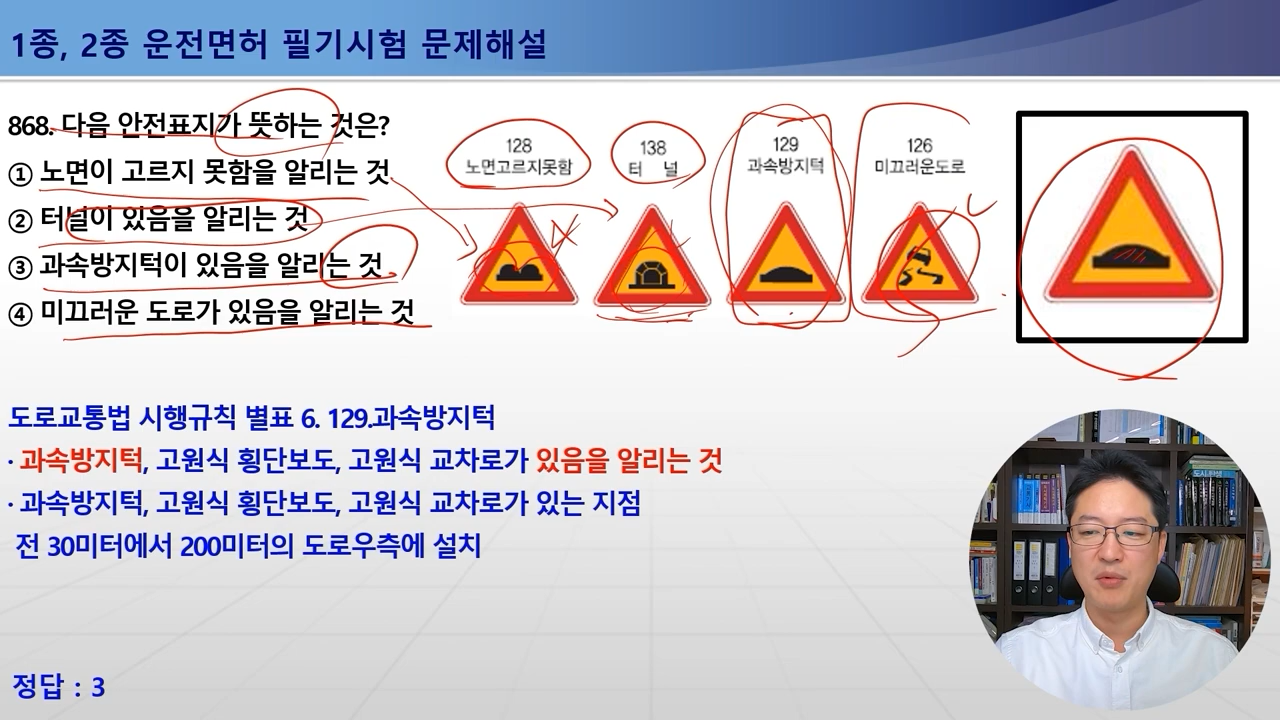 1종, 2종 운전면허 필기시험 문제해설
868. 다음 안전표지가 뜻하는 것은?
① 노면이 고르지 못함을 알리는 것
② 터널이 있음을 알리는 것
③ 과속방지턱이 있음을 알리는 것
④ 미끄러운 도로가 있음을 알리는 것
128
노면고르지못함
138
터 널
129
과속방지턱
126
미끄러운도로
도로교통법 시행규칙 별표 6. 129.과속방지턱
· 과속방지턱, 고원식 횡단보도, 고원식 교차로가 있음을 알리는 것
· 과속방지턱, 고원식 횡단보도, 고원식 교차로가 있는 지점
전 30미터에서 200미터의 도로우측에 설치
정답 : 3